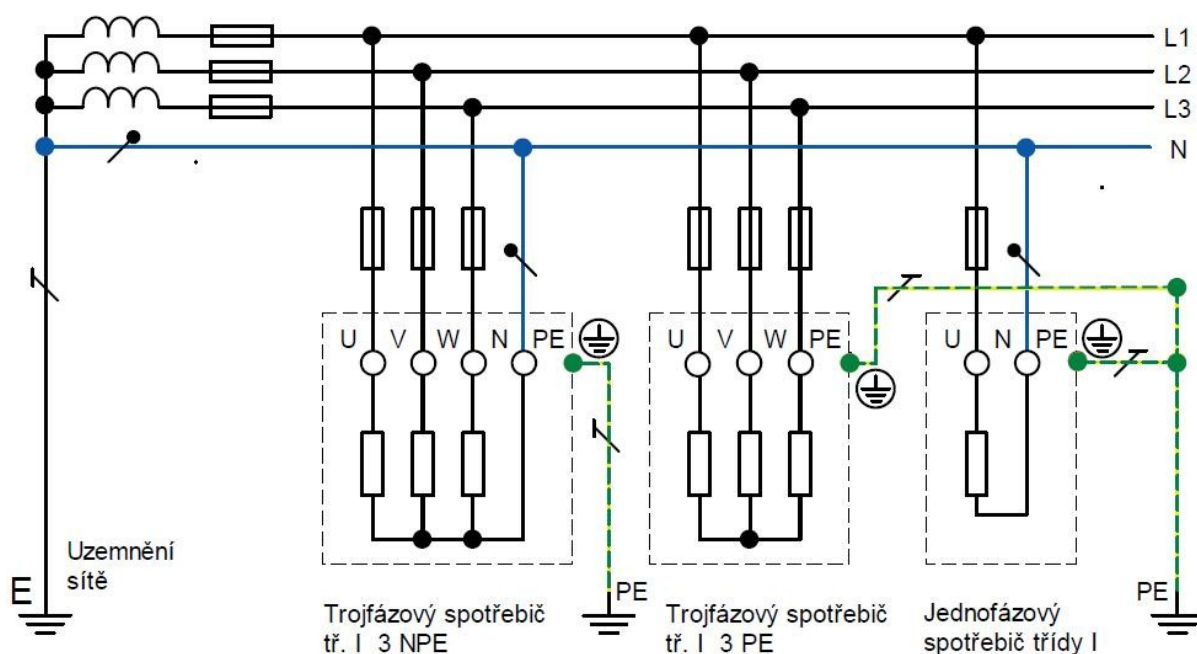 L1
L2
L3
N
U V W N PE
U V W PE
U N PE
Uzemnění
sítě
E
PE
PE
Trojfázový spotřebič
tř. I 3 NPE
Trojfázový spotřebič
tř. I 3 PE
Jednofázový
spotřebič třídy I